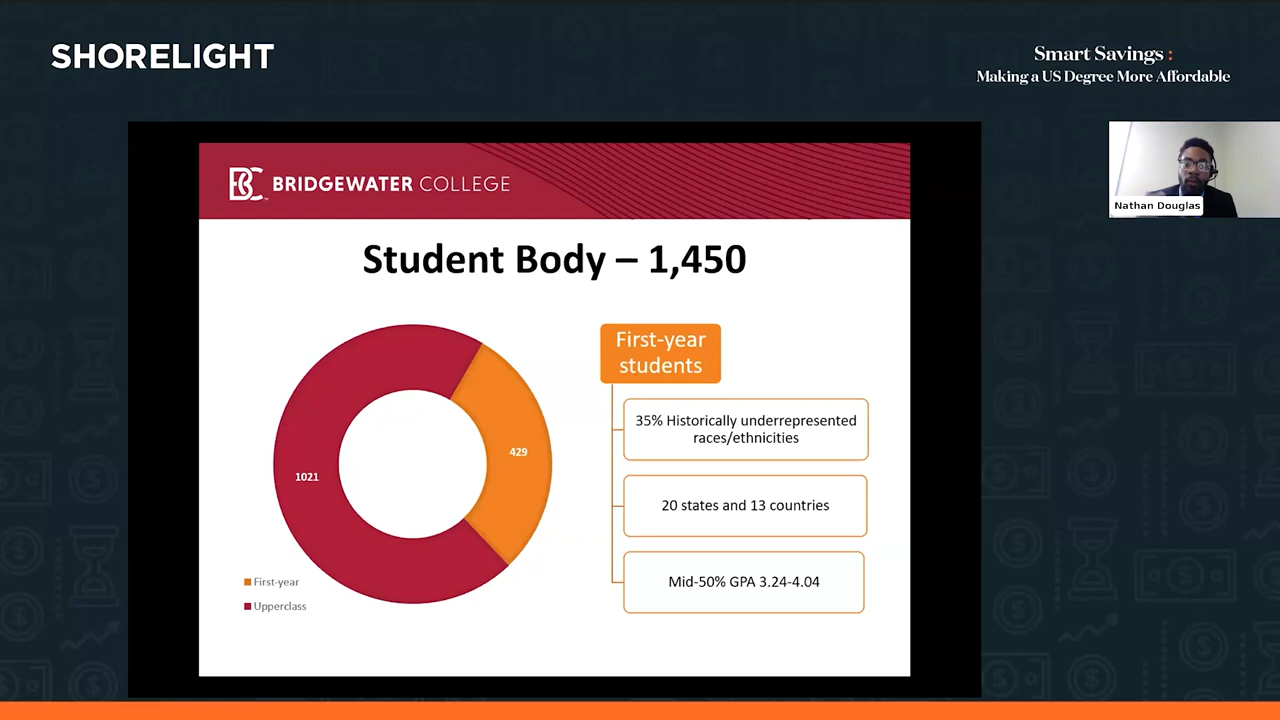 SHORELIGHT
Smart Savings :
Making a US Degree More Affordable
Nathan Douglas
BC BRIDGEWATER COLLEGE
Student Body – 1,450
1021
429
First-year
Upperclass
First-year
students
35% Historically underrepresented
races/ethnicities
20 states and 13 countries
Mid-50% GPA 3.24-4.04